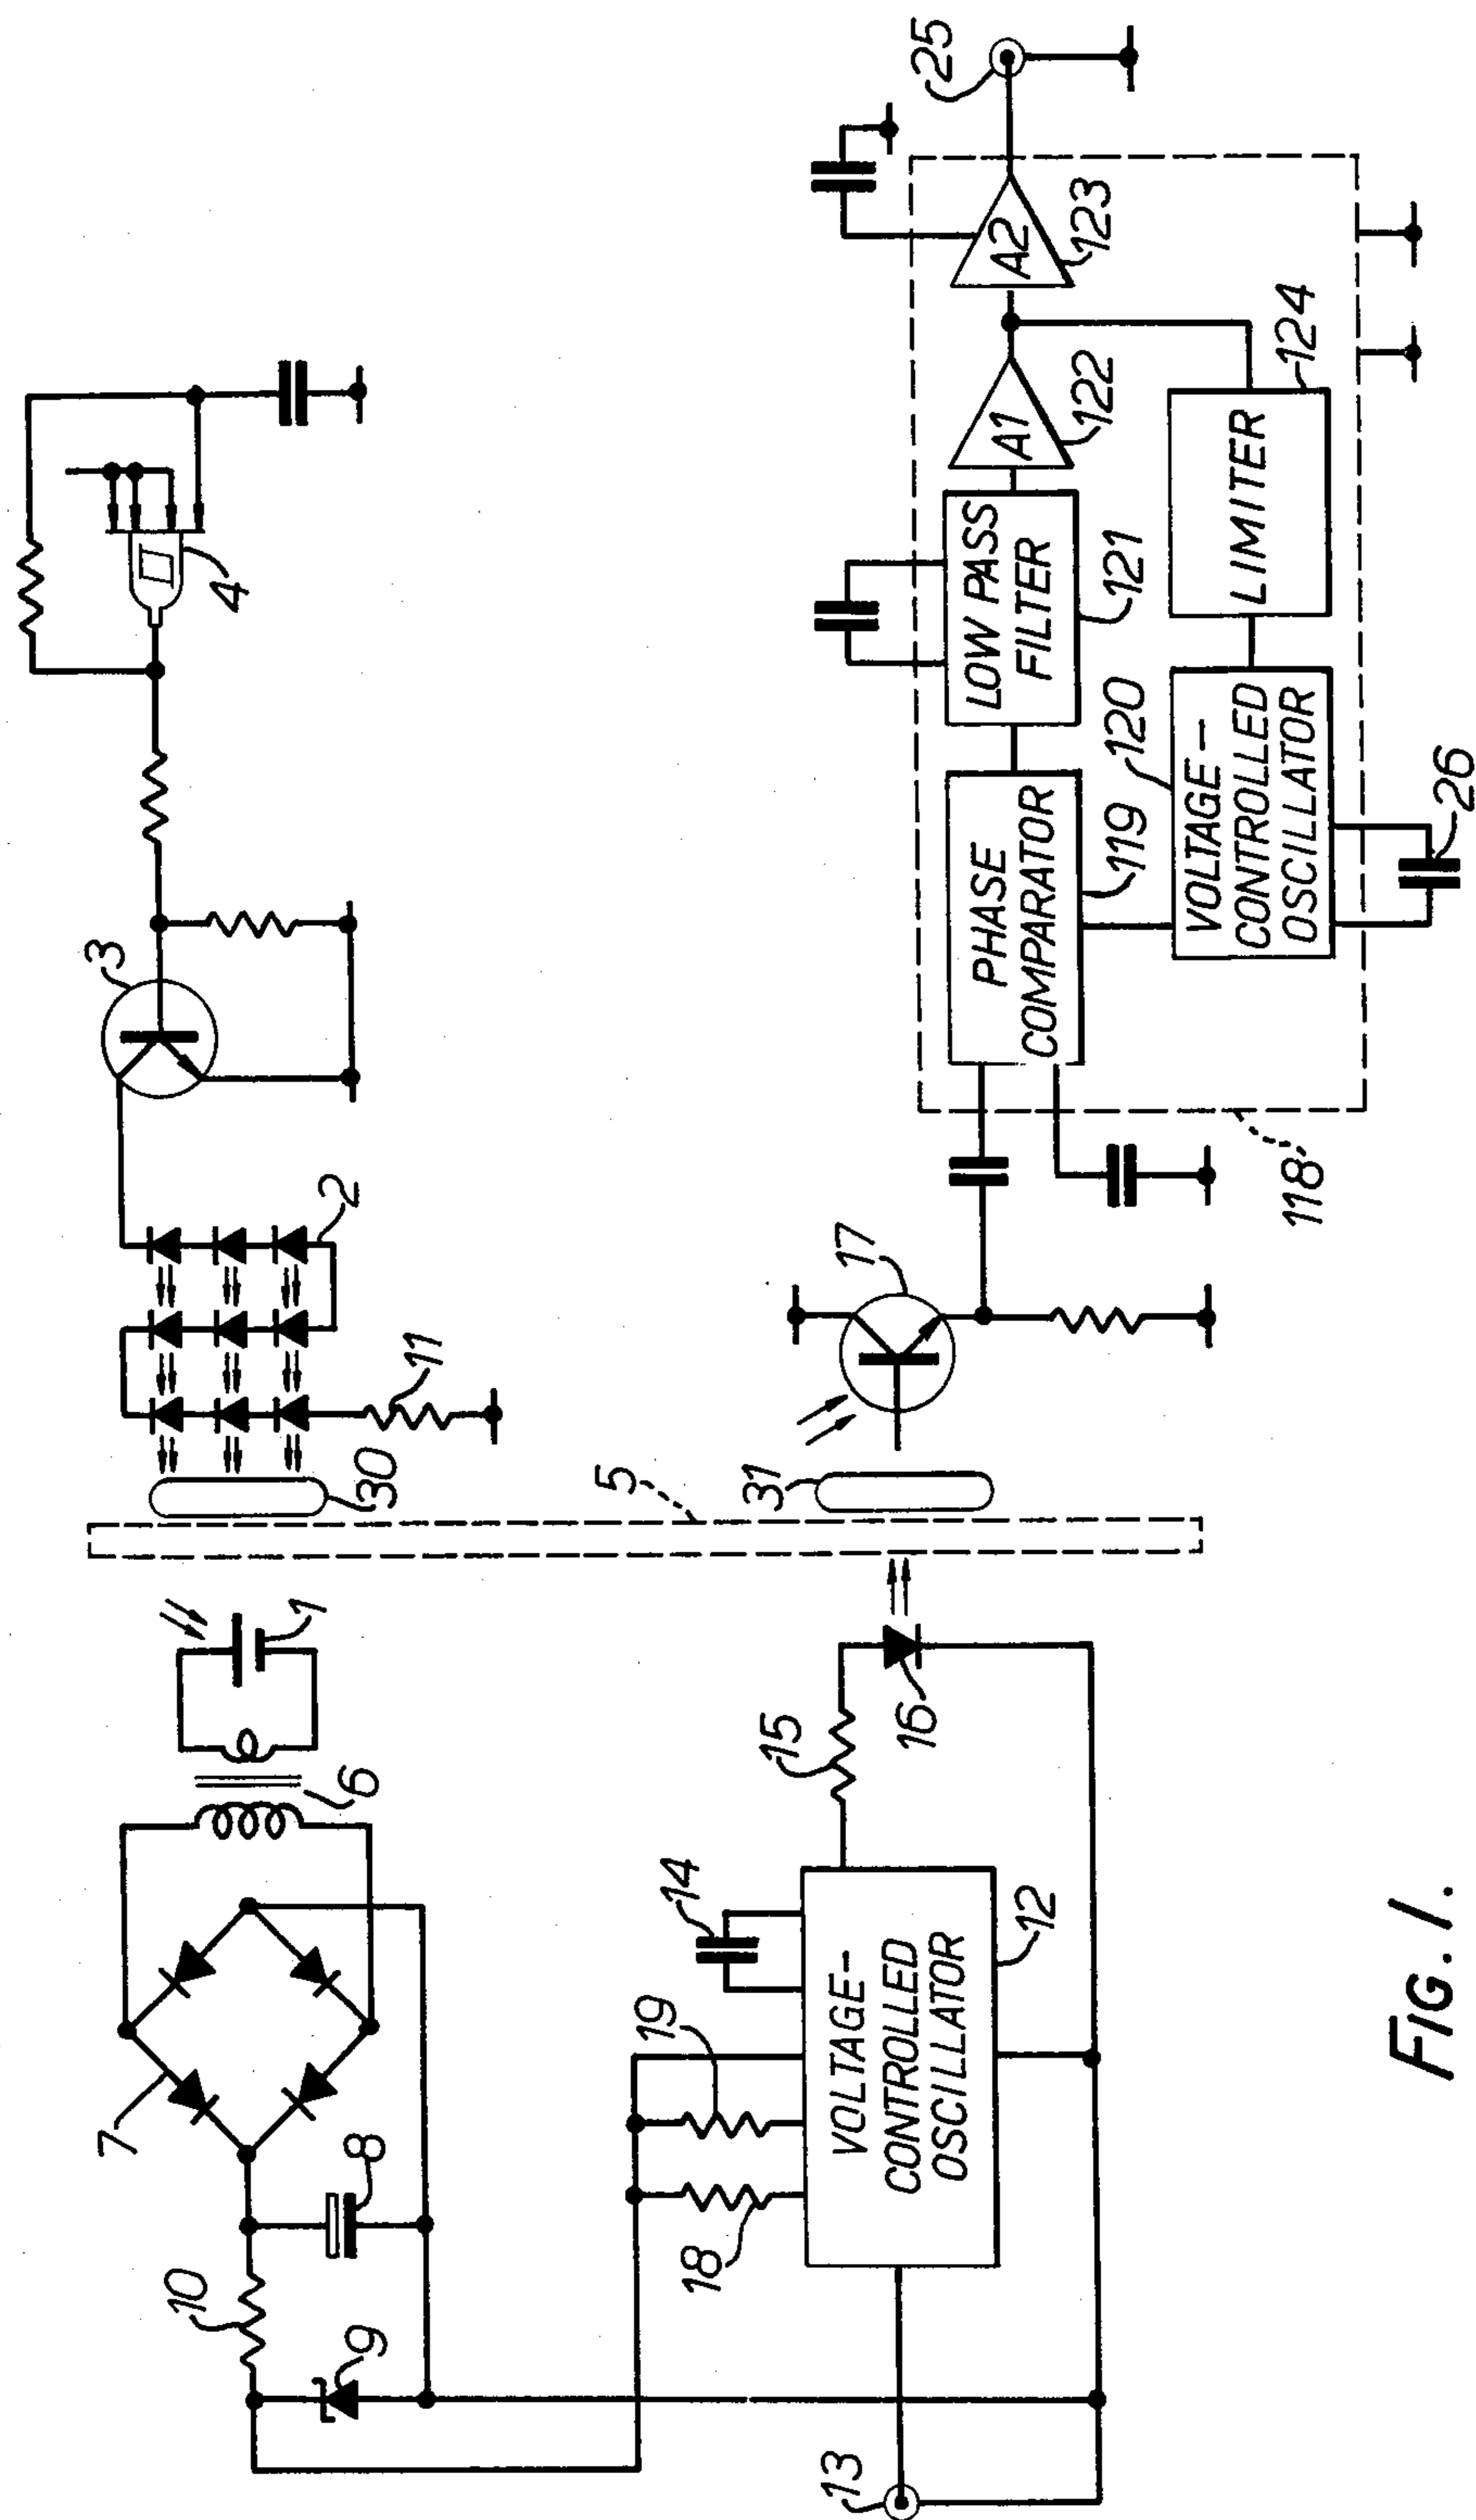 7
10
8
9
6
1
30
11
2
3
4
5
13
18
19
14
VOLTAGE-
CONTROLLED
OSCILLATOR
12
15
16
31
17
118
PHASE
COMPARATOR
119
LOW PASS
FILTER
121
A1
122
A2
123
25
120
VOLTAGE-
CONTROLLED
OSCILLATOR
LIMITER
124
26
FIG. 1.